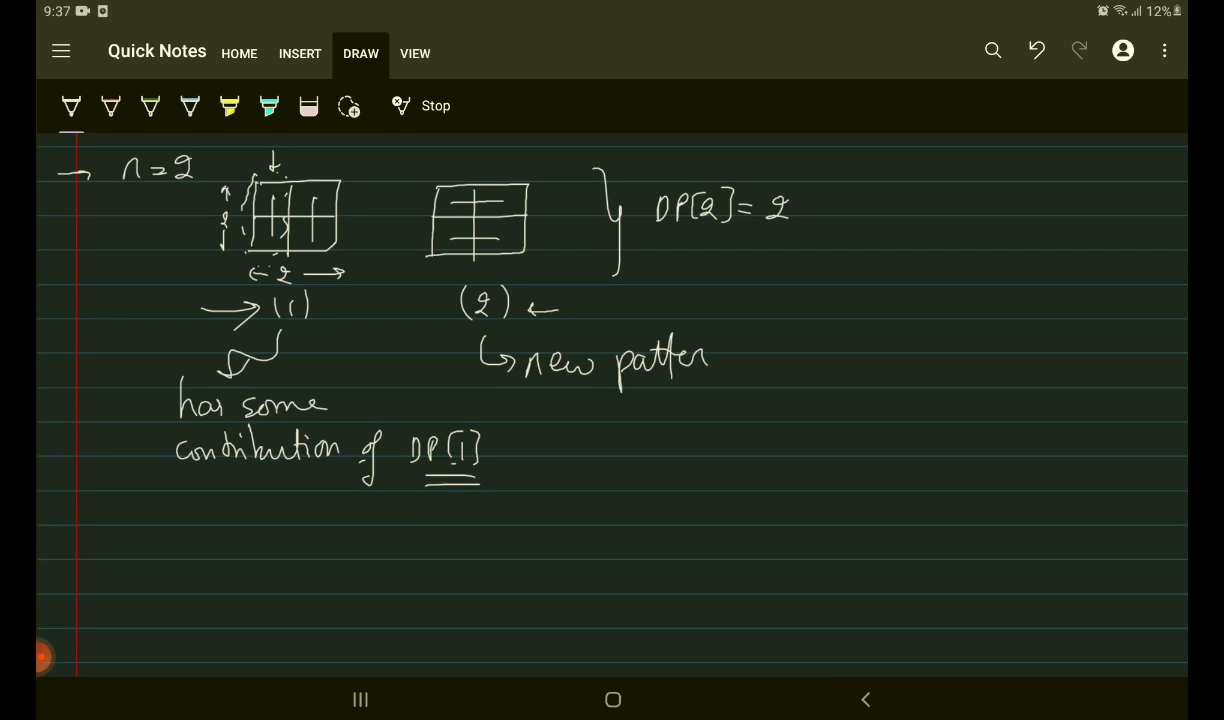 9:37
12%
Quick Notes HOME INSERT DRAW VIEW
Stop
→ n=2
2
← 2 →
DP[2] = 2
→ (1)
(2) ←
↳ new patter
has some
contribution of DP[1]